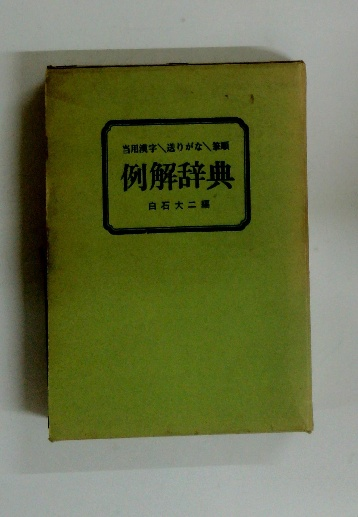 当用漢字＼送りがな＼筆順
例解辞典
白石大二編